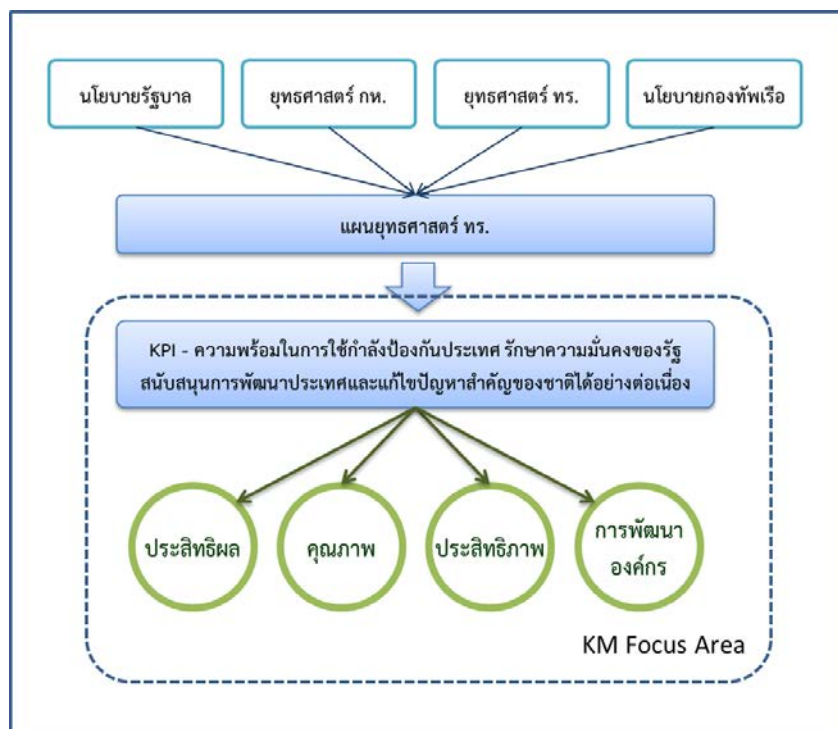 นโยบายรัฐบาล
ยุทธศาสตร์ กห.
ยุทธศาสตร์ ทร.
นโยบายกองทัพเรือ
แผนยุทธศาสตร์ ทร.
KPI - ความพร้อมในการใช้กำลังป้องกันประเทศ รักษาความมั่นคงของรัฐ
สนับสนุนการพัฒนาประเทศและแก้ไขปัญหาสำคัญของชาติได้อย่างต่อเนื่อง
ประสิทธิผล
คุณภาพ
ประสิทธิภาพ
การพัฒนา
องค์กร
KM Focus Area